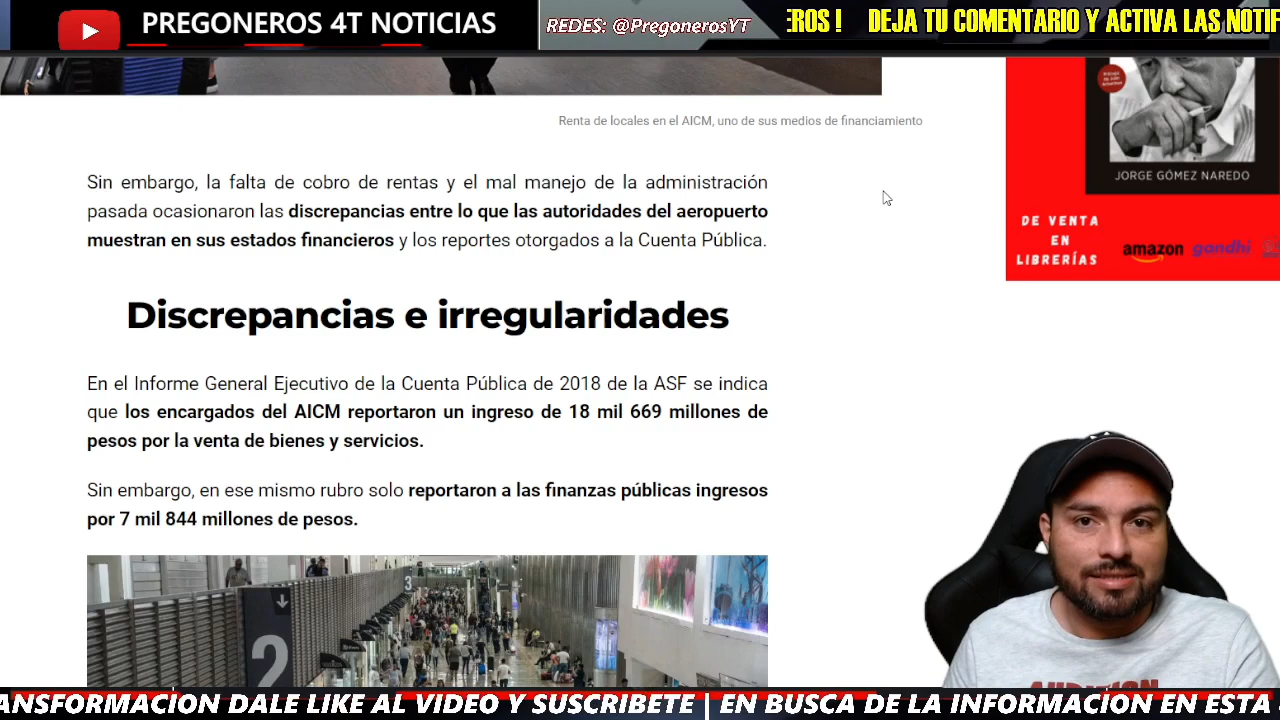 PREGONEROS 4T NOTICIAS
REDES: @PregonerosYT
EROS ! DEJA TU COMENTARIO Y ACTIVA LAS NOTIF
Renta de locales en el AICM, uno de sus medios de financiamiento
Sin embargo, la falta de cobro de rentas y el mal manejo de la administración
pasada ocasionaron las discrepancias entre lo que las autoridades del aeropuerto
muestran en sus estados financieros y los reportes otorgados a la Cuenta Pública.
JORGE GÓMEZ NAREDO
DE VENTA
EN
LIBRERÍAS
amazon gandhi
Discrepancias e irregularidades
En el Informe General Ejecutivo de la Cuenta Pública de 2018 de la ASF se indica
que los encargados del AICM reportaron un ingreso de 18 mil 669 millones de
pesos por la venta de bienes y servicios.
Sin embargo, en ese mismo rubro solo reportaron a las finanzas públicas ingresos
por 7 mil 844 millones de pesos.
3
2
ANSFORMACION DALE LIKE AL VIDEO Y SUSCRIBETE | EN BUSCA DE LA INFORMACION EN ESTA